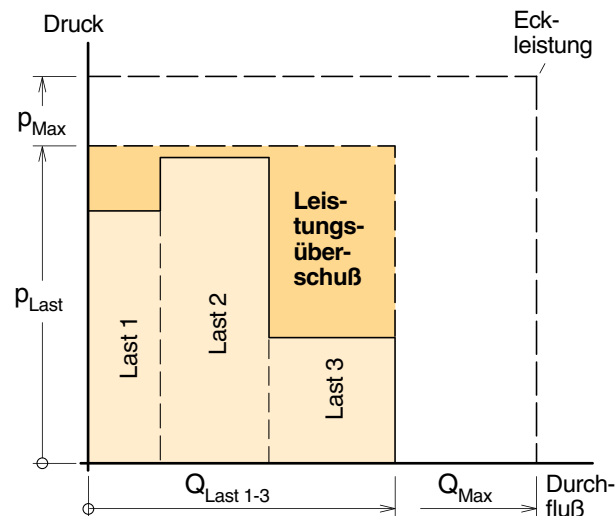 Druck
Eck-
leistung
p Max
Leis-
tungs-
über-
schuß
p Last
Last 1
Last 2
Last 3
Q Last 1-3
Q Max
Durch-
fluß